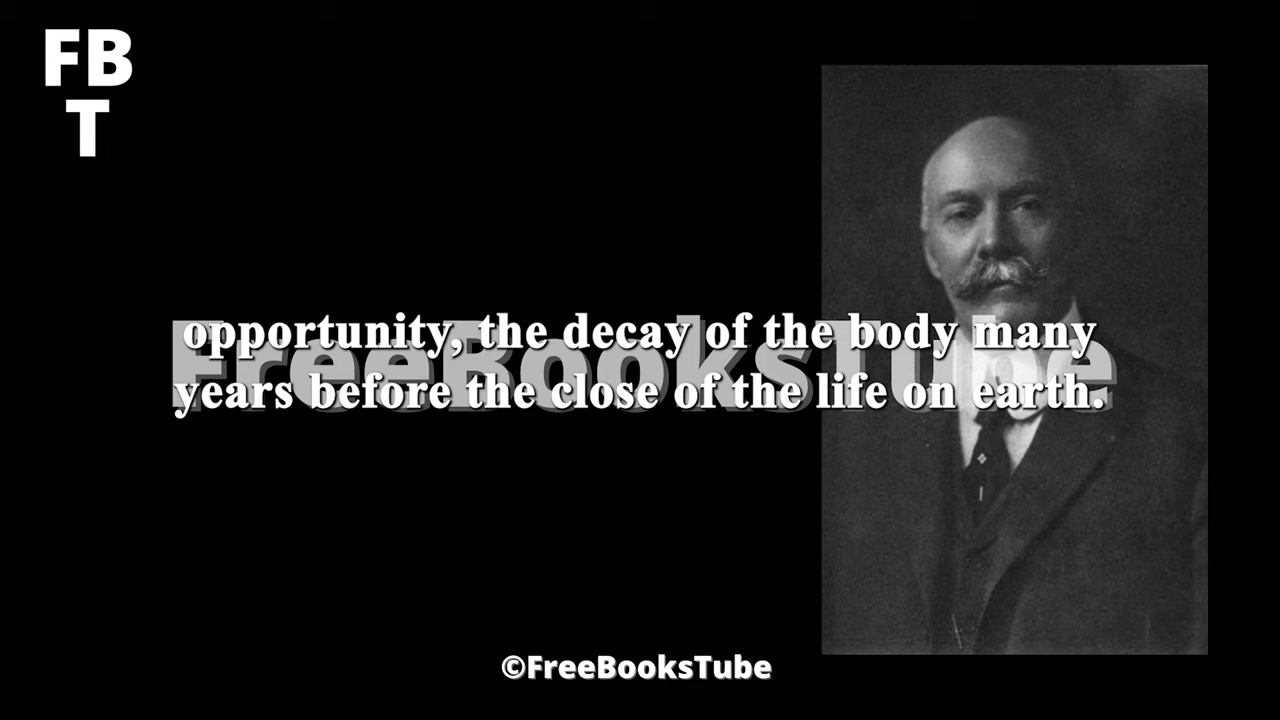 FB
T
FreeBooksTube
opportunity, the decay of the body many
years before the close of the life on earth.
©FreeBooksTube